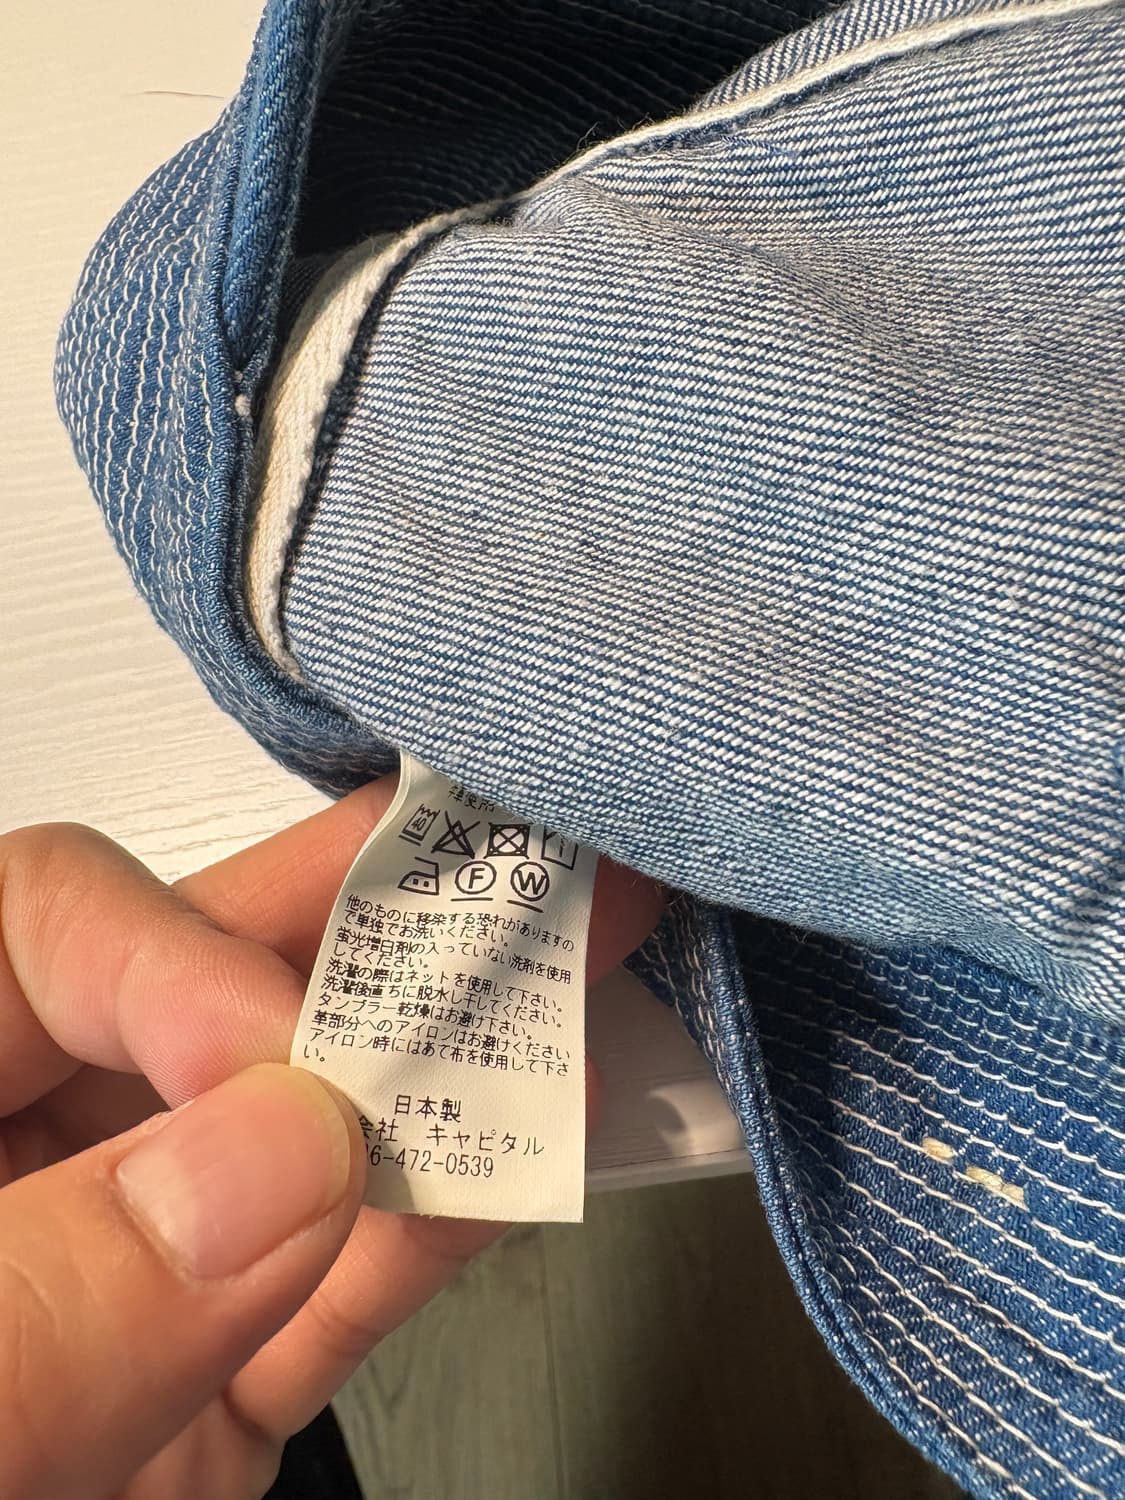 40
F W
他のものに移染する恐れがありますの
で単独でお洗いください。
蛍光増白剤の入っていない洗剤を使用
してください。
洗濯の際はネットを使用して下さい。
洗濯後直ちに脱水し干してください。
タンブラー乾燥はお避け下さい。
革部分へのアイロンはお避けください
アイロン時にはあて布を使用して下さ
い。
日本製
会社 キャピタル
6-472-0539